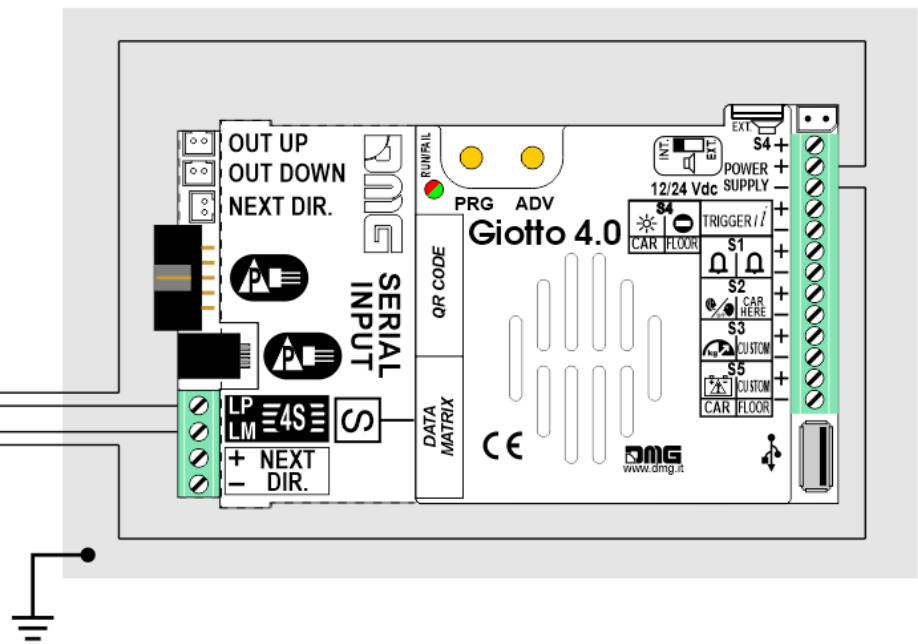 OUT UP
OUT DOWN
NEXT DIR.
DMG
RUN/FAIL
PRG ADV
Giotto 4.0
P
SERIAL
INPUT
P
QR CODE
DATA
MATRIX
LP
LM
4S
S
+ NEXT
− DIR.
CE
DMG
www.dmg.it
EXT.
INT.
EXT.
S4 +
POWER +
SUPPLY −
12/24 Vdc
S4
CAR FLOOR
TRIGGER +
−
S1
+
−
S2
CAR
HERE
+
−
S3
kg
CUSTOM
+
−
S5
CUSTOM
+
−
CAR FLOOR